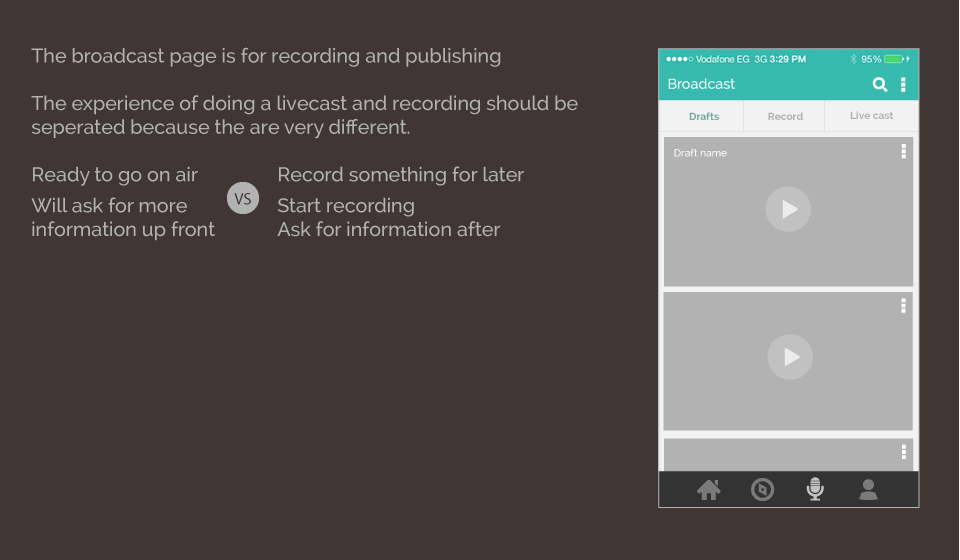 The broadcast page is for recording and publishing
The experience of doing a livecast and recording should be
seperated because the are very different.
Ready to go on air
Will ask for more
information up front
VS
Record something for later
Start recording
Ask for information after
Vodafone EG 3G 3:29 PM 95%
Broadcast
Drafts Record Live cast
Draft name